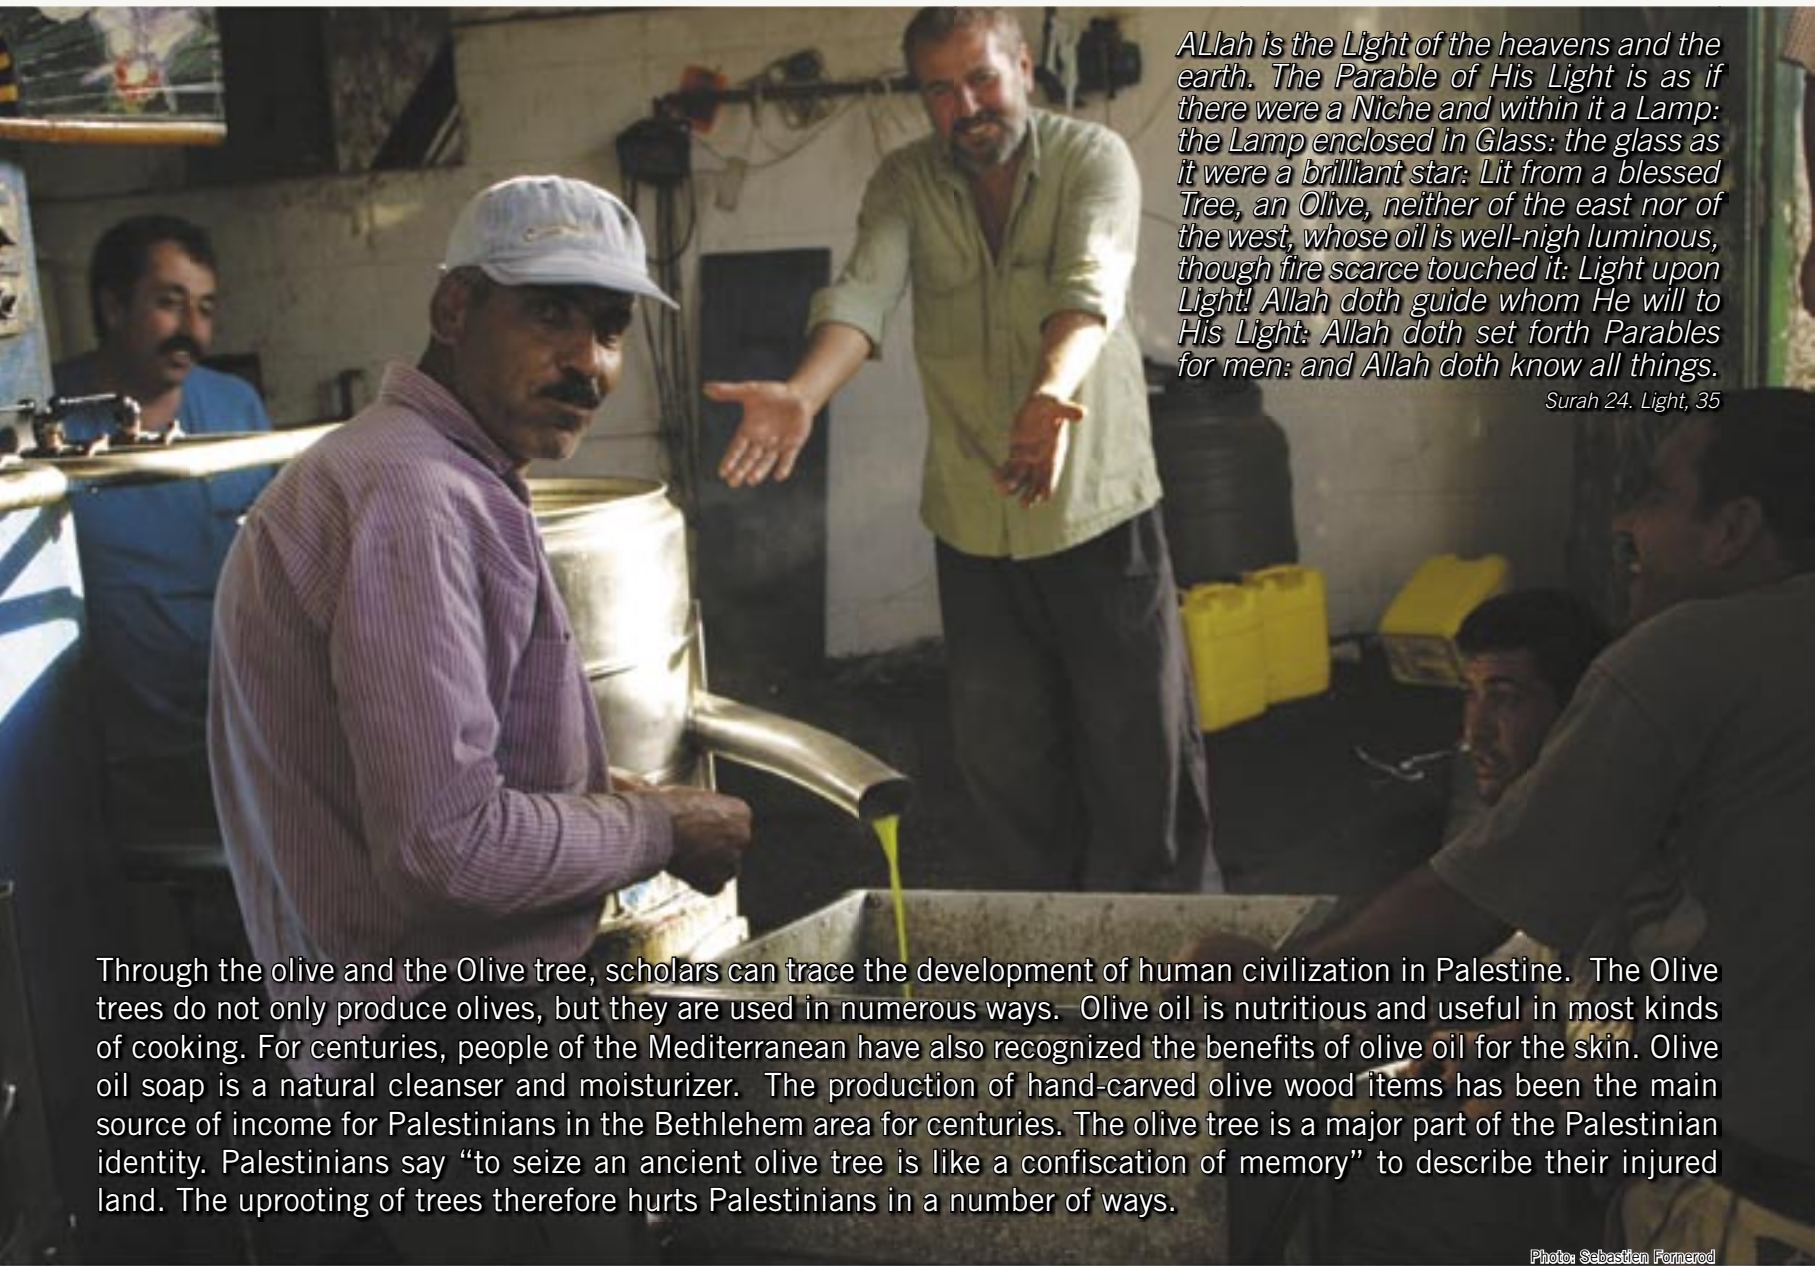 ALlah is the Light of the heavens and the
earth. The Parable of His Light is as if
there were a Niche and within it a Lamp:
the Lamp enclosed in Glass: the glass as
it were a brilliant star: Lit from a blessed
Tree, an Olive, neither of the east nor of
the west, whose oil is well-nigh luminous,
though fire scarce touched it: Light upon
Light! Allah doth guide whom He will to
His Light: Allah doth set forth Parables
for men: and Allah doth know all things.
Surah 24. Light, 35
Through the olive and the Olive tree, scholars can trace the development of human civilization in Palestine. The Olive
trees do not only produce olives, but they are used in numerous ways. Olive oil is nutritious and useful in most kinds
of cooking. For centuries, people of the Mediterranean have also recognized the benefits of olive oil for the skin. Olive
oil soap is a natural cleanser and moisturizer. The production of hand-carved olive wood items has been the main
source of income for Palestinians in the Bethlehem area for centuries. The olive tree is a major part of the Palestinian
identity. Palestinians say “to seize an ancient olive tree is like a confiscation of memory” to describe their injured
land. The uprooting of trees therefore hurts Palestinians in a number of ways.
Photo: Sebastien Fornerod